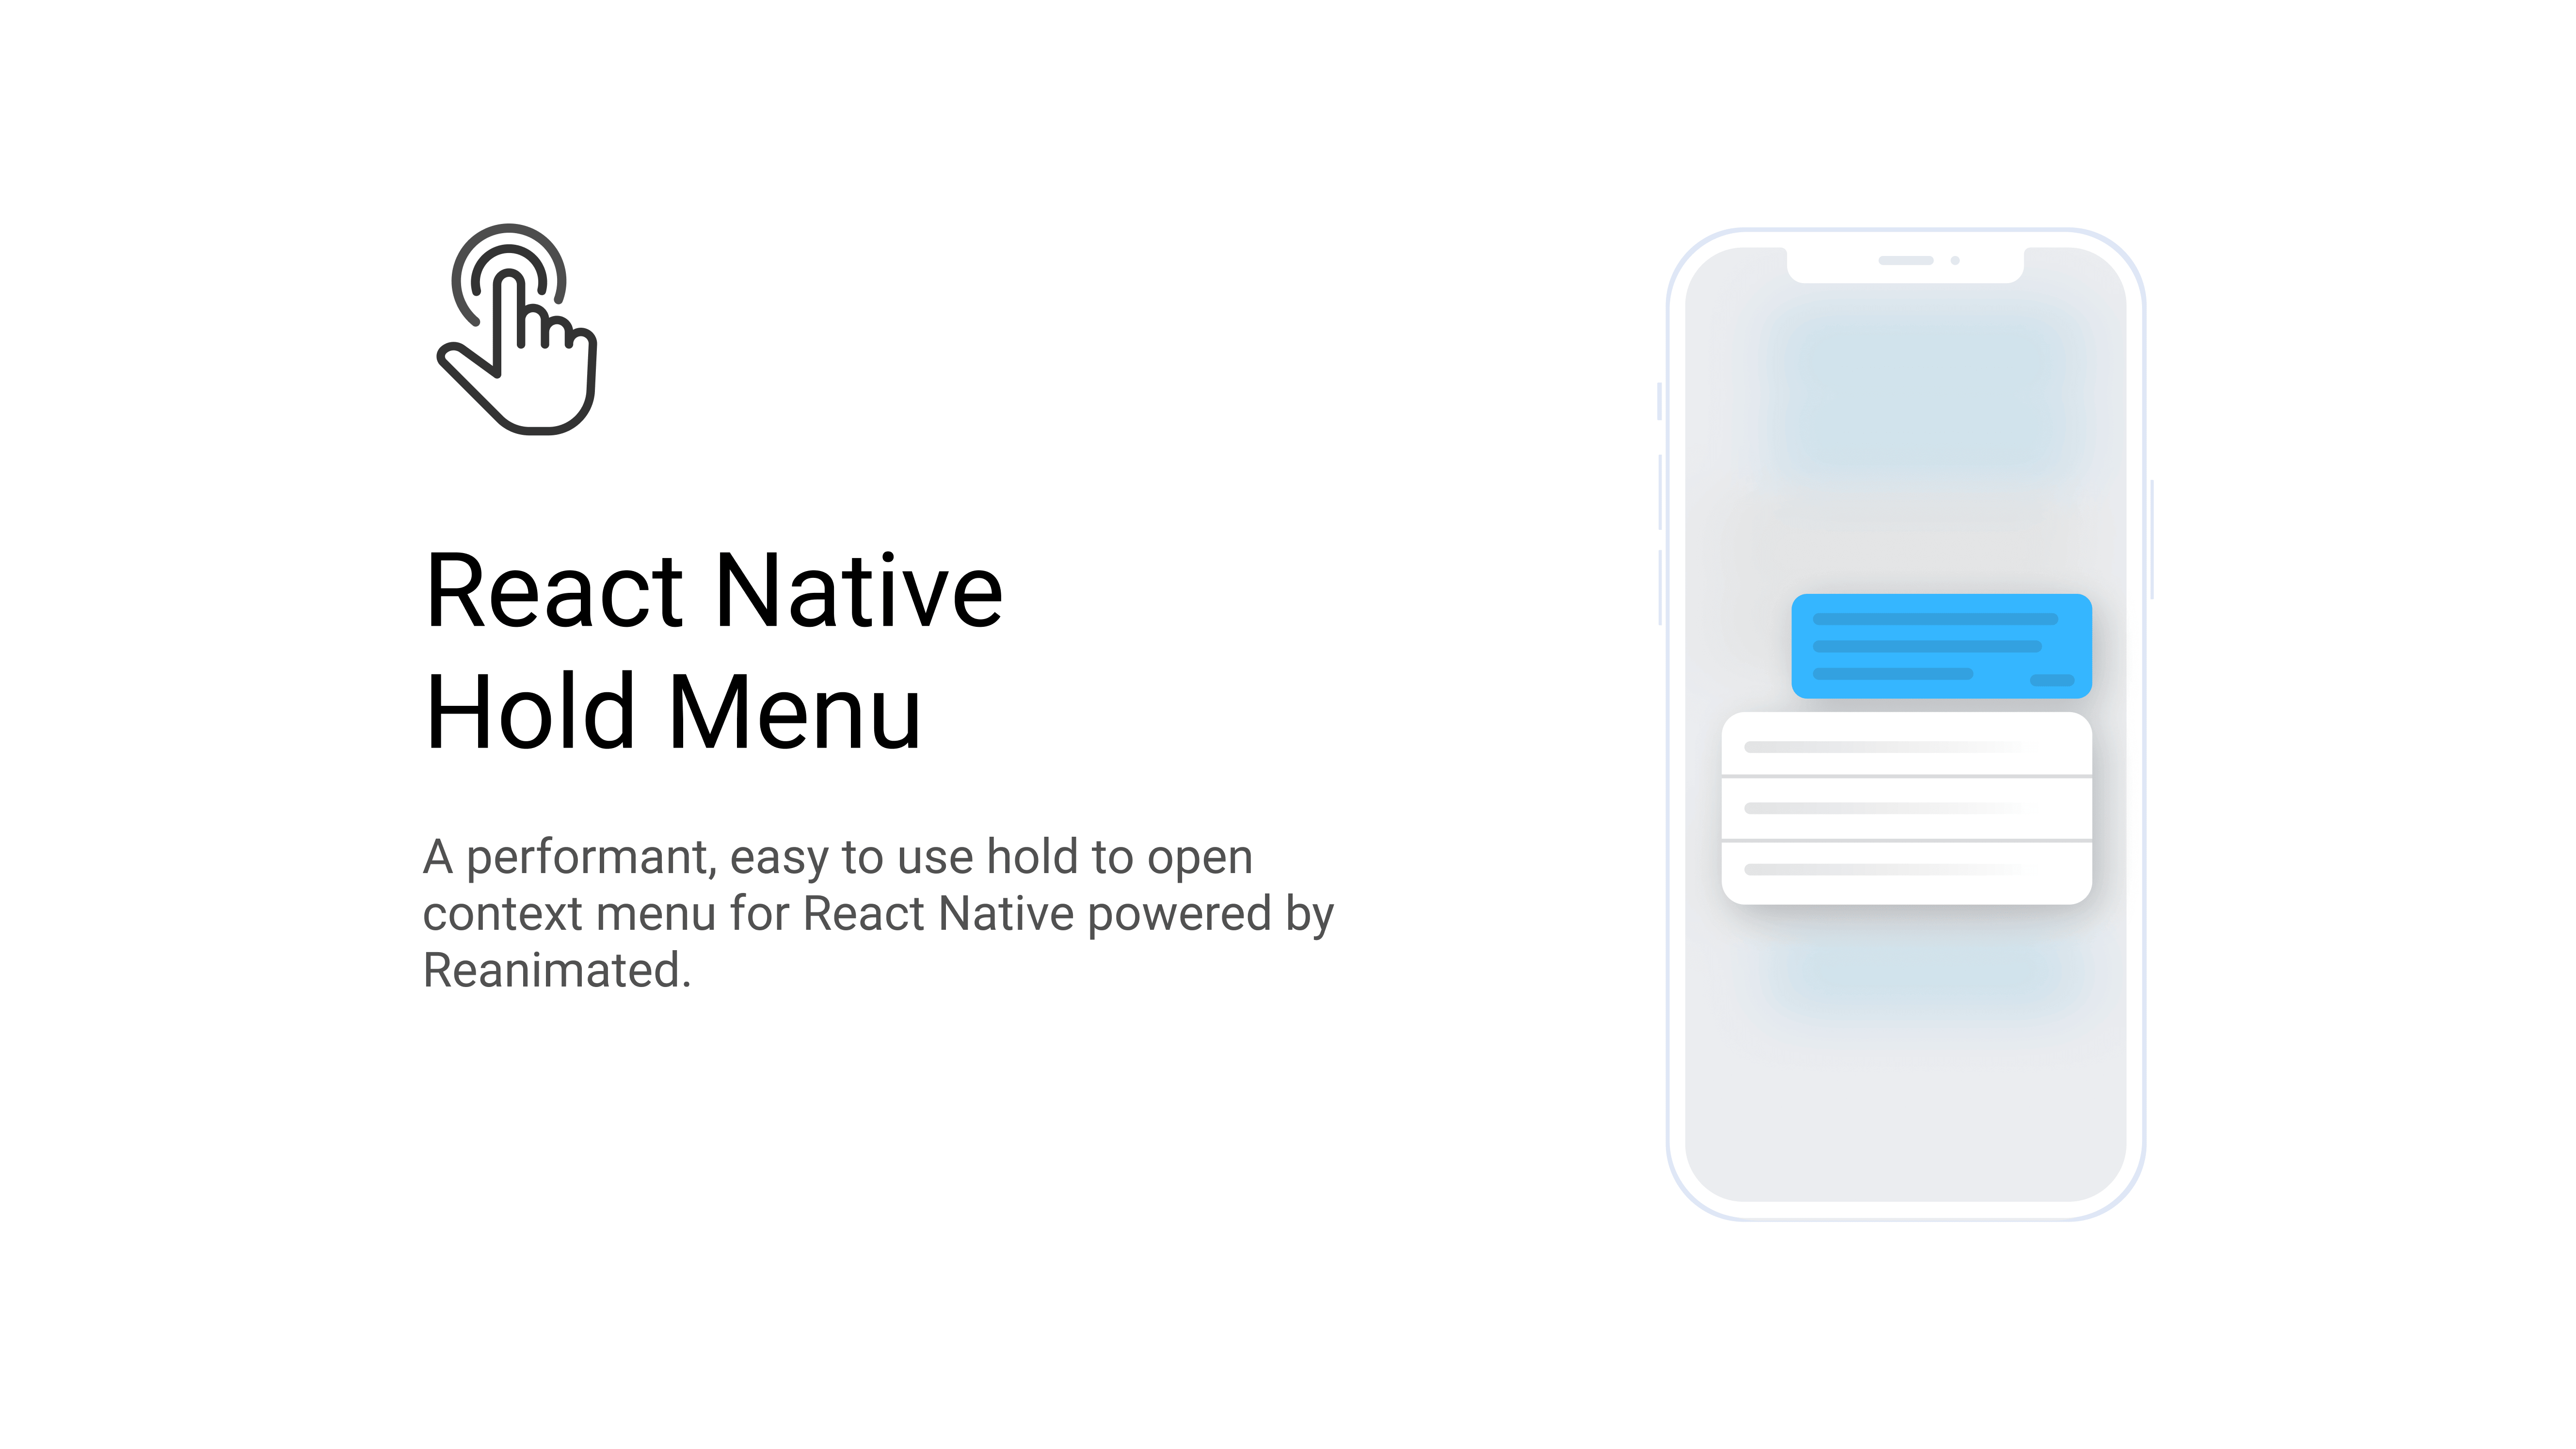 React Native
Hold Menu
A performant, easy to use hold to open
context menu for React Native powered by
Reanimated.